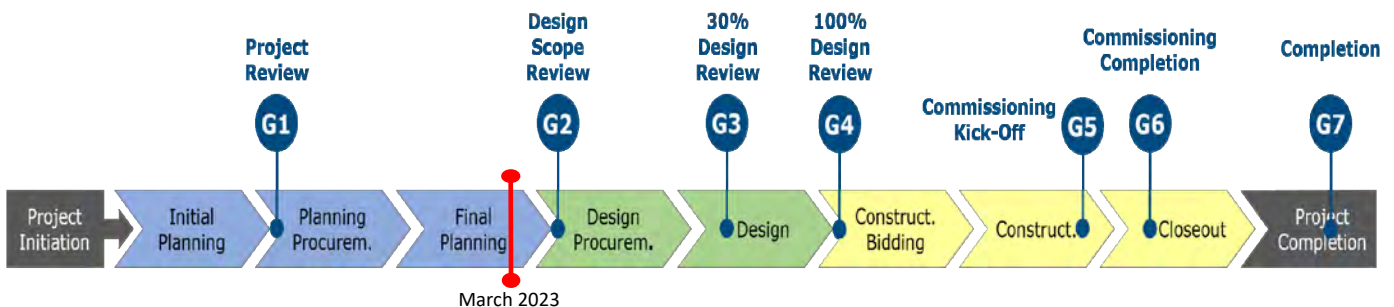 Project
Review
G1
Design
Scope
Review
G2
30%
Design
Review
G3
100%
Design
Review
G4
Commissioning
Kick-Off
G5
Commissioning
Completion
G6
Completion
G7
Project
Initiation
Initial
Planning
Planning
Procurem.
Final
Planning
Design
Procurem.
Design
Construct.
Bidding
Construct.
Closeout
Project
Completion
March 2023